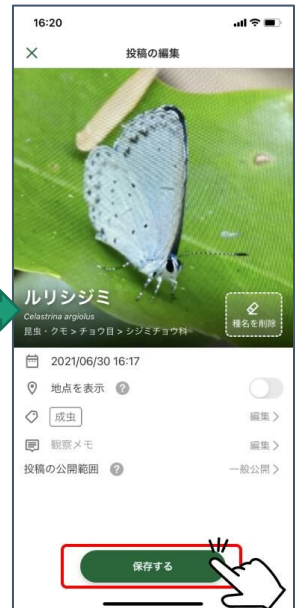 16:20
投稿の編集
ルリシジミ
Celastrina argiolus
昆虫・クモ > チョウ目 > シジミチョウ科
種名を削除
2021/06/30 16:17
地点を表示 ?
成虫 編集 >
観察メモ 編集 >
投稿の公開範囲 ? 一般公開 >
保存する